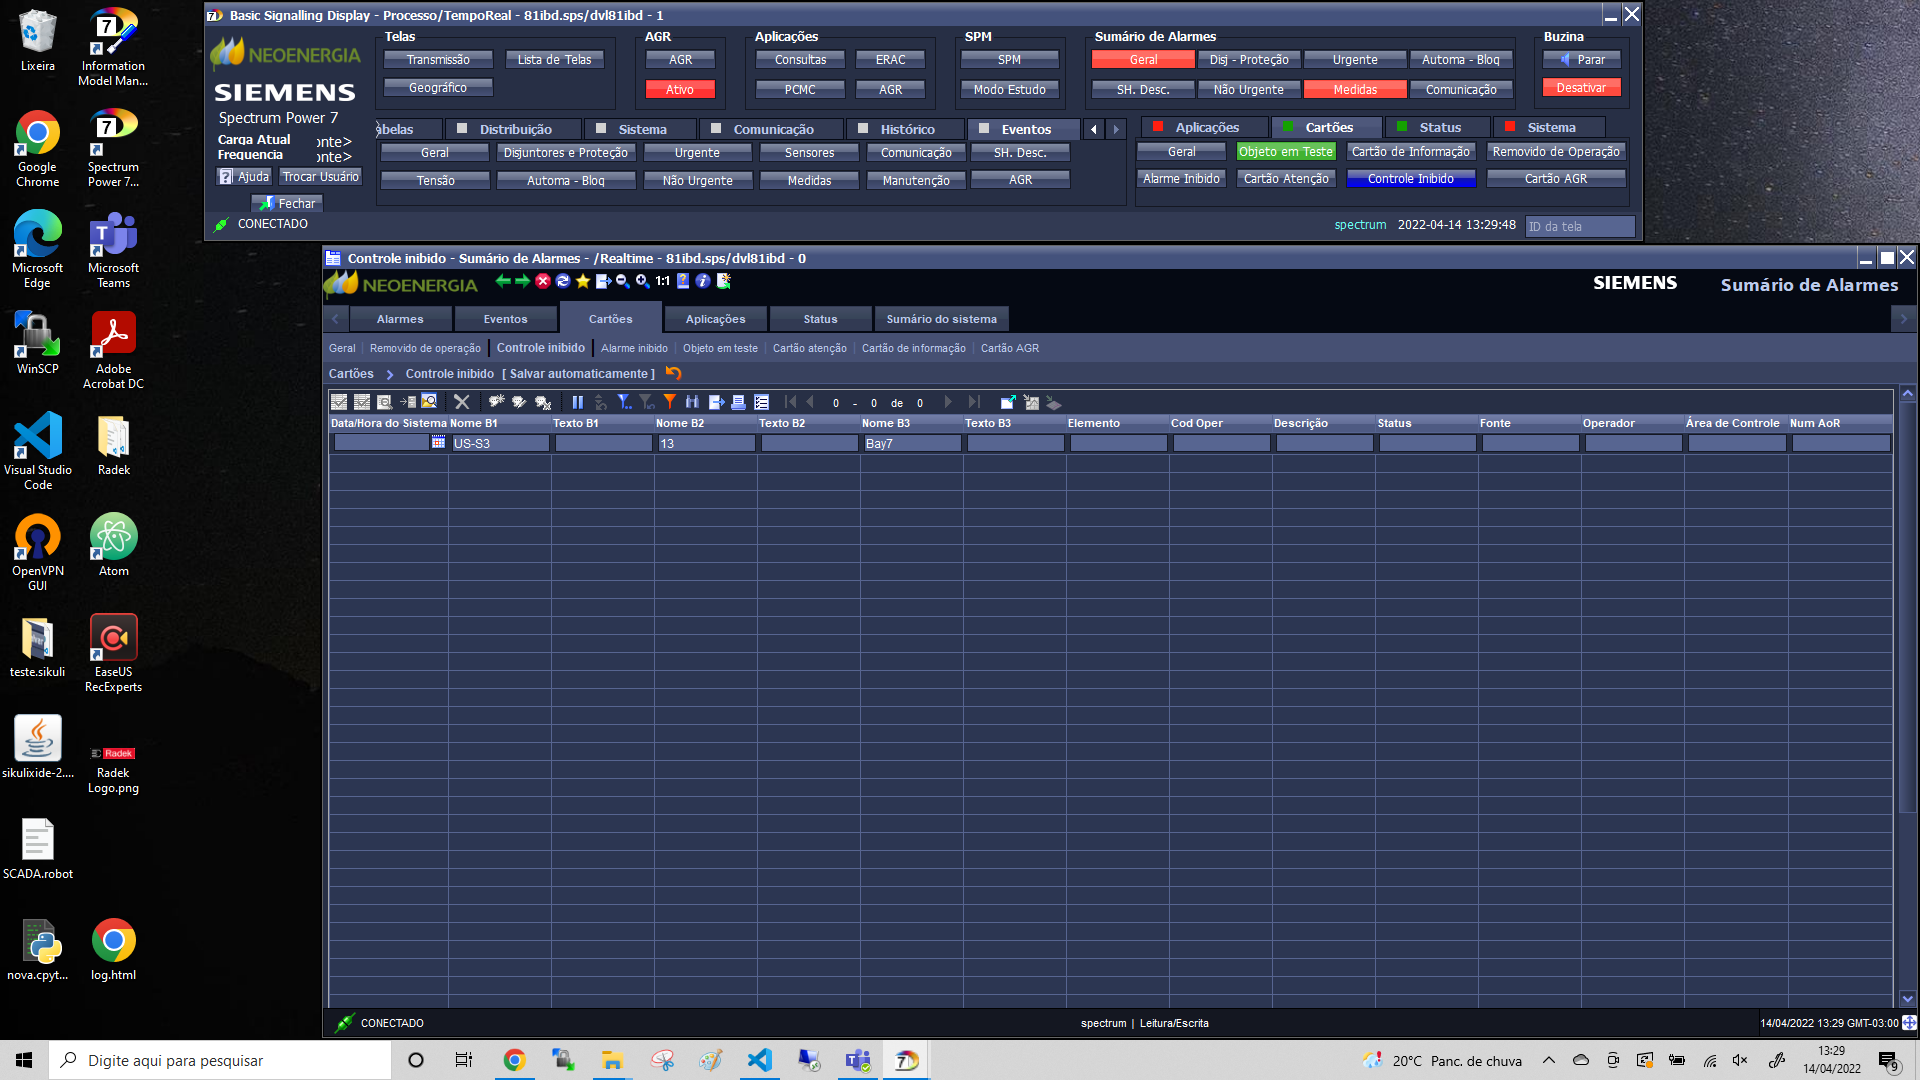 Basic Signalling Display - Processo/TempoReal - 81ibd.sps/dvl81ibd - 1
NEOENERGIA
SIEMENS
Spectrum Power 7
Carga Atual onte>
Frequencia onte>
Ajuda
Trocar Usuário
Fechar
CONECTADO
Telas
Transmissão
Lista de Telas
Geográfico
AGR
AGR
Ativo
Aplicações
Consultas
ERAC
PCMC
AGR
SPM
SPM
Modo Estudo
Sumário de Alarmes
Geral
Disj - Proteção
Urgente
Automa - Bloq
SH. Desc.
Não Urgente
Medidas
Comunicação
Buzina
Parar
Desativar
abelas
Distribuição
Sistema
Comunicação
Histórico
Eventos
Geral
Disjuntores e Proteção
Urgente
Sensores
Comunicação
SH. Desc.
Tensão
Automa - Bloq
Não Urgente
Medidas
Manutenção
AGR
Aplicações
Cartões
Status
Sistema
Geral
Objeto em Teste
Cartão de Informação
Removido de Operação
Alarme Inibido
Cartão Atenção
Controle Inibido
Cartão AGR
spectrum 2022-04-14 13:29:48 ID da tela
Controle inibido - Sumário de Alarmes - /Realtime - 81ibd.sps/dvl81ibd - 0
NEOENERGIA
1:1
SIEMENS
Sumário de Alarmes
Alarmes
Eventos
Cartões
Aplicações
Status
Sumário do sistema
Geral
Removido de operação
Controle inibido
Alarme inibido
Objeto em teste
Cartão atenção
Cartão de informação
Cartão AGR
Cartões
Controle inibido [ Salvar automaticamente ]
0 - 0 de 0
Data/Hora do Sistema Nome B1 Texto B1 Nome B2 Texto B2 Nome B3 Texto B3 Elemento Cod Oper Descrição Status Fonte Operador Área de Controle Num AoR
US-S3 13 Bay7
CONECTADO
spectrum | Leitura/Escrita
14/04/2022 13:29 GMT-03:00
Lixeira
Information
Model Man...
Google
Chrome
Spectrum
Power 7...
Microsoft
Edge
Microsoft
Teams
WinSCP
Adobe
Acrobat DC
Visual Studio
Code
Radek
OpenVPN
GUI
Atom
teste.sikuli
EaseUS
RecExperts
sikulixide-2....
Radek
Radek
Logo.png
SCADA.robot
nova.cpyt...
log.html
Digite aqui para pesquisar
20°C Panc. de chuva
13:29
14/04/2022
9